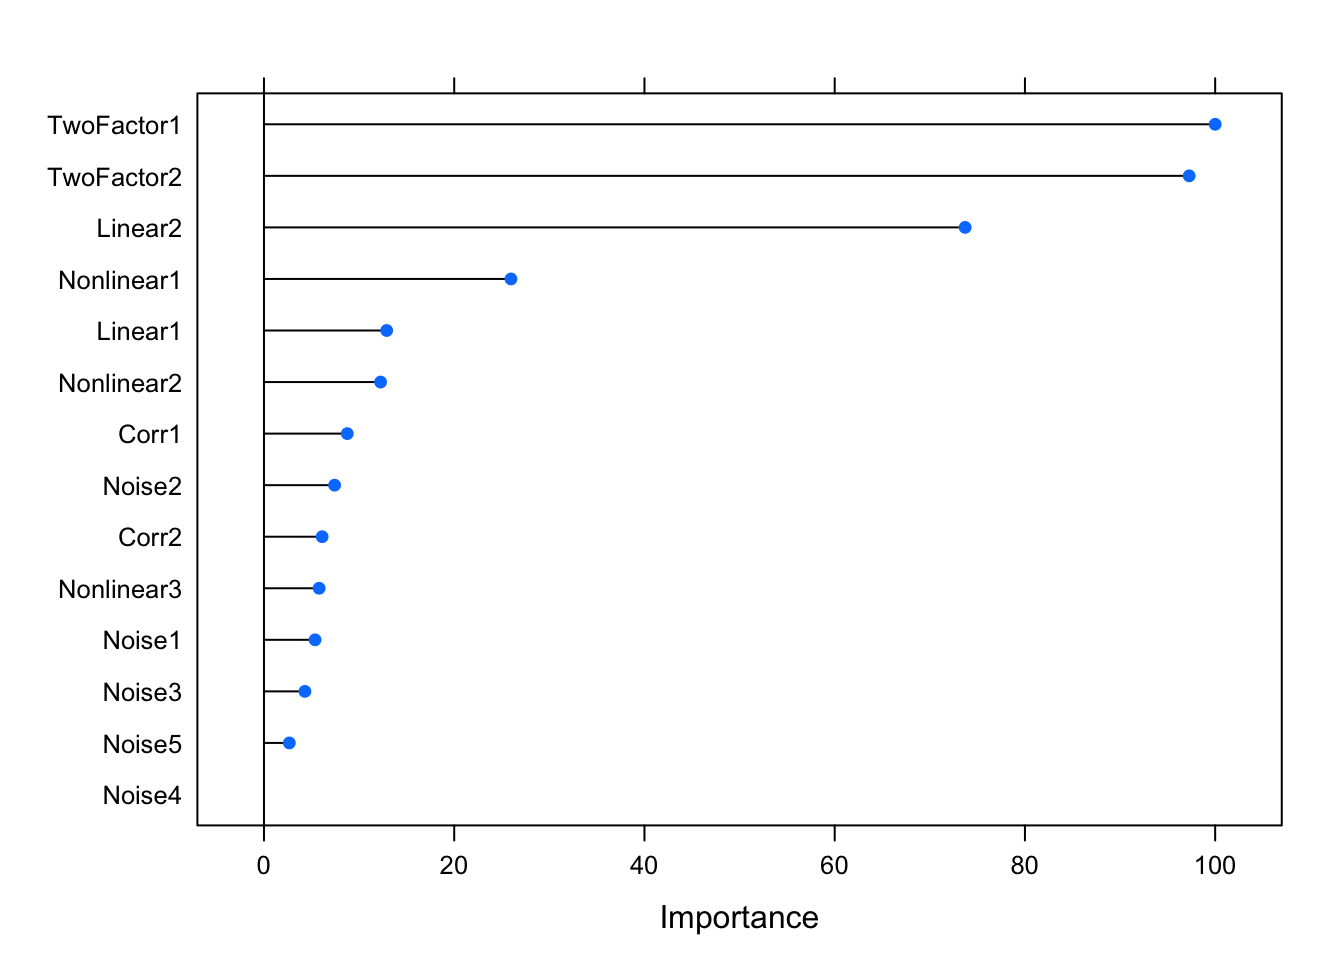 TwoFactor1
TwoFactor2
Linear2
Nonlinear1
Linear1
Nonlinear2
Corr1
Noise2
Corr2
Nonlinear3
Noise1
Noise3
Noise5
Noise4
0 20 40 60 80 100
Importance